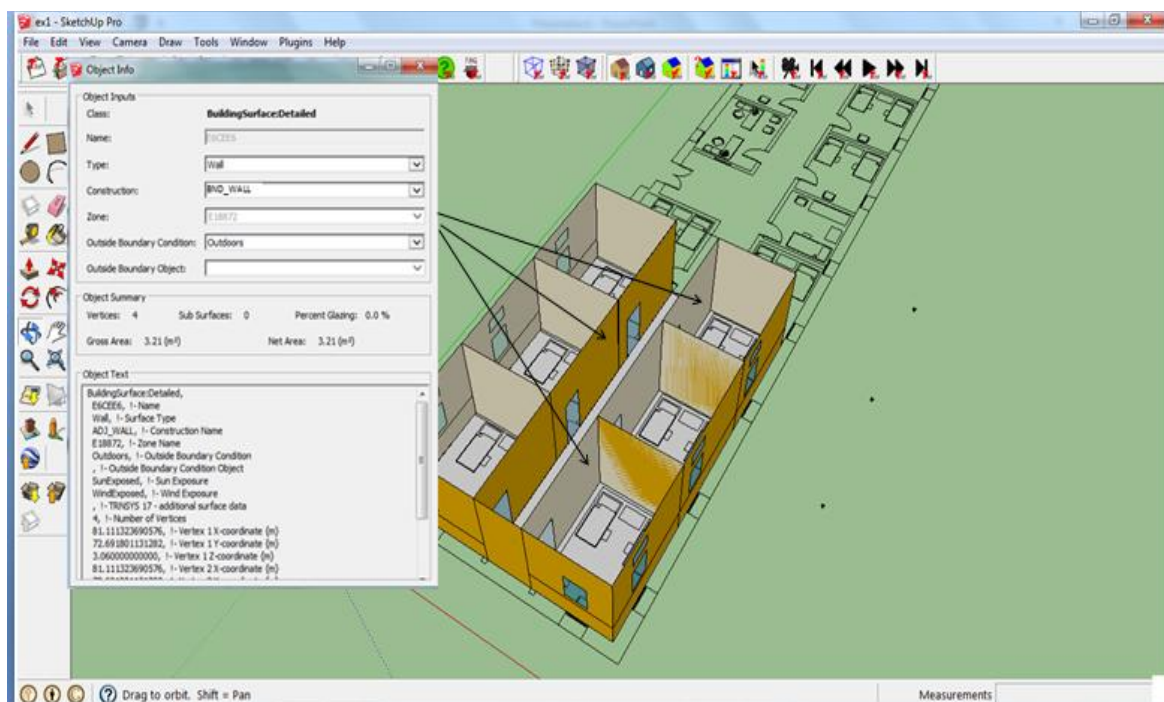 ex1 - SketchUp Pro
File Edit View Camera Draw Tools Window Plugins Help
Object Info
Object Inputs
Class: BuildingSurface:Detailed
Name: E6CEE6
Type: Wall
Construction: BND_WALL
Zone: E18872
Outside Boundary Condition: Outdoors
Outside Boundary Object:
Object Summary
Vertices: 4 Sub Surfaces: 0 Percent Glazing: 0.0 %
Gross Area: 3.21 (m²) Net Area: 3.21 (m²)
Object Text
BuildingSurface:Detailed,
E6CEE6, !- Name
Wall, !- Surface Type
ADJ_WALL, !- Construction Name
E18872, !- Zone Name
Outdoors, !- Outside Boundary Condition
, !- Outside Boundary Condition Object
SunExposed, !- Sun Exposure
WindExposed, !- Wind Exposure
, !- TRNSYS 17 - additional surface data
4, !- Number of Vertices
81.111323690576, !- Vertex 1 X-coordinate {m}
72.691801131282, !- Vertex 1 Y-coordinate {m}
3.060000000000, !- Vertex 1 Z-coordinate {m}
81.111323690576, !- Vertex 2 X-coordinate {m}
Drag to orbit. Shift = Pan
Measurements